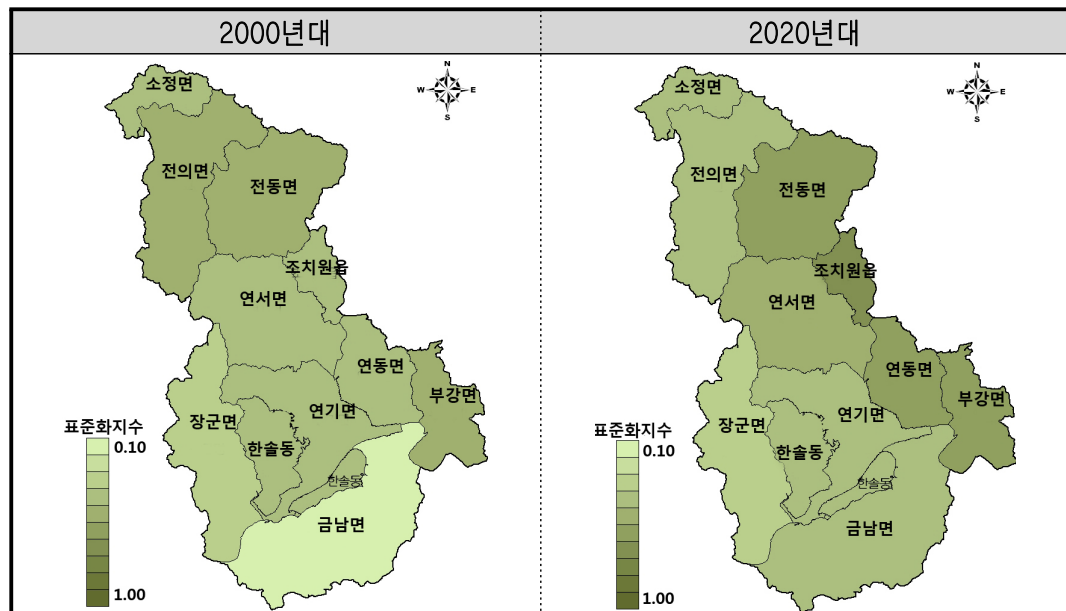 2000년대
2020년대
N
W E
S
소정면
전의면
전동면
조치원읍
연서면
연동면
부강면
연기면
장군면
한솔동
한솔동
금남면
표준화지수
0.10
1.00
N
W E
S
소정면
전의면
전동면
조치원읍
연서면
연동면
부강면
연기면
장군면
한솔동
한솔동
금남면
표준화지수
0.10
1.00